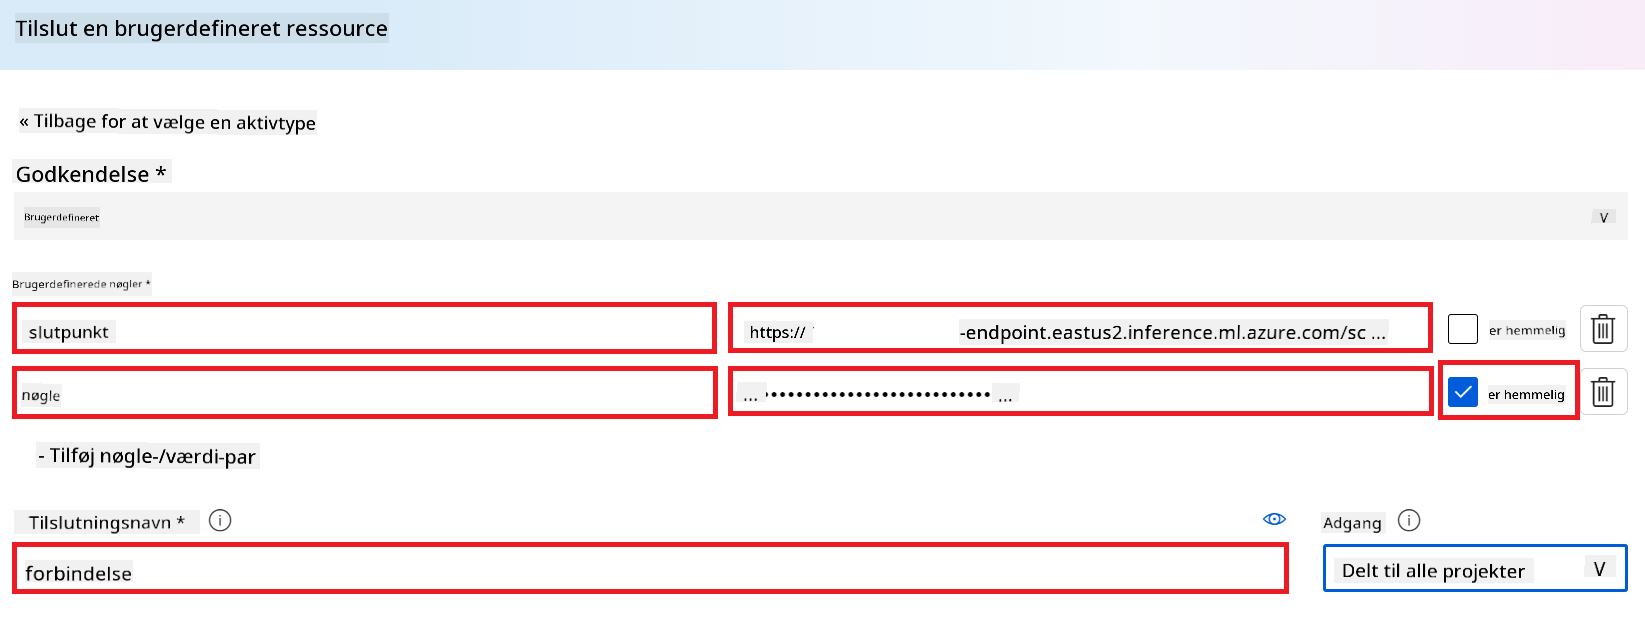 Tilslut en brugerdefineret ressource
« Tilbage for at vælge en aktivtype
Godkendelse *
Brugerdefineret V
Brugerdefinerede nøgler *
slutpunkt https:// -endpoint.eastus2.inference.ml.azure.com/sc ... er hemmelig
nøgle ... •••••••••••••••••••••••••••• ... er hemmelig
- Tilføj nøgle-/værdi-par
Tilslutningsnavn * Adgang
forbindelse Delt til alle projekter V